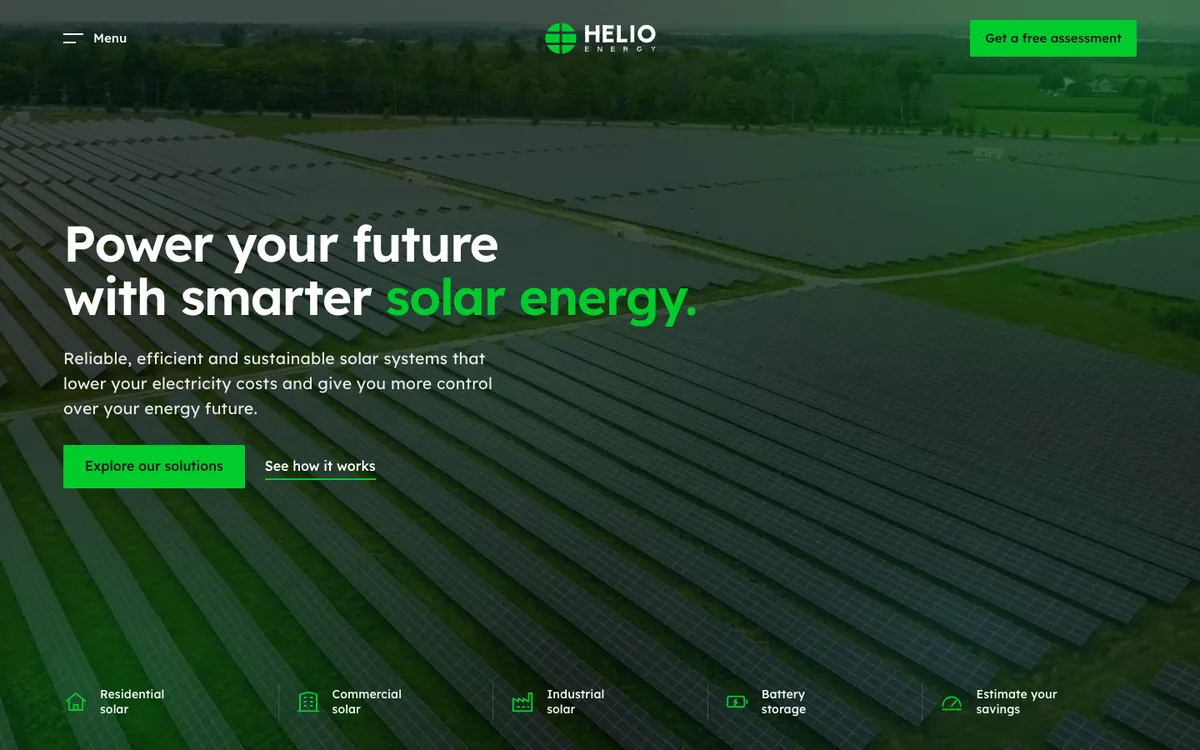 Menu
HELIO
ENERGY
Get a free assessment
Power your future
with smarter solar energy.
Reliable, efficient and sustainable solar systems that
lower your electricity costs and give you more control
over your energy future.
Explore our solutions
See how it works
Residential
solar
Commercial
solar
Industrial
solar
Battery
storage
Estimate your
savings